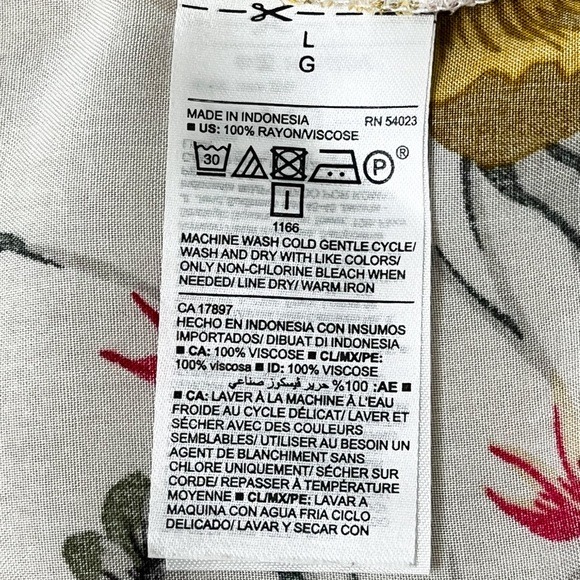 L
G
MADE IN INDONESIA RN 54023
■ US: 100% RAYON/VISCOSE
30 P ®
I
1166
MACHINE WASH COLD GENTLE CYCLE/
WASH AND DRY WITH LIKE COLORS/
ONLY NON-CHLORINE BLEACH WHEN
NEEDED/ LINE DRY/ WARM IRON
CA 17897
HECHO EN INDONESIA CON INSUMOS
IMPORTADOS/ DIBUAT DI INDONESIA
■ CA: 100% VISCOSE ■ CL/MX/PE:
100% viscosa ■ ID: 100% VISCOSE
■ AE: 100% حرير فيسكوز صناعي
■ CA: LAVER À LA MACHINE À L'EAU
FROIDE AU CYCLE DÉLICAT/ LAVER ET
SÉCHER AVEC DES COULEURS
SEMBLABLES/ UTILISER AU BESOIN UN
AGENT DE BLANCHIMENT SANS
CHLORE UNIQUEMENT/ SÉCHER SUR
CORDE/ REPASSER À TEMPÉRATURE
MOYENNE ■ CL/MX/PE: LAVAR A
MAQUINA CON AGUA FRIA CICLO
DELICADO/ LAVAR Y SECAR CON